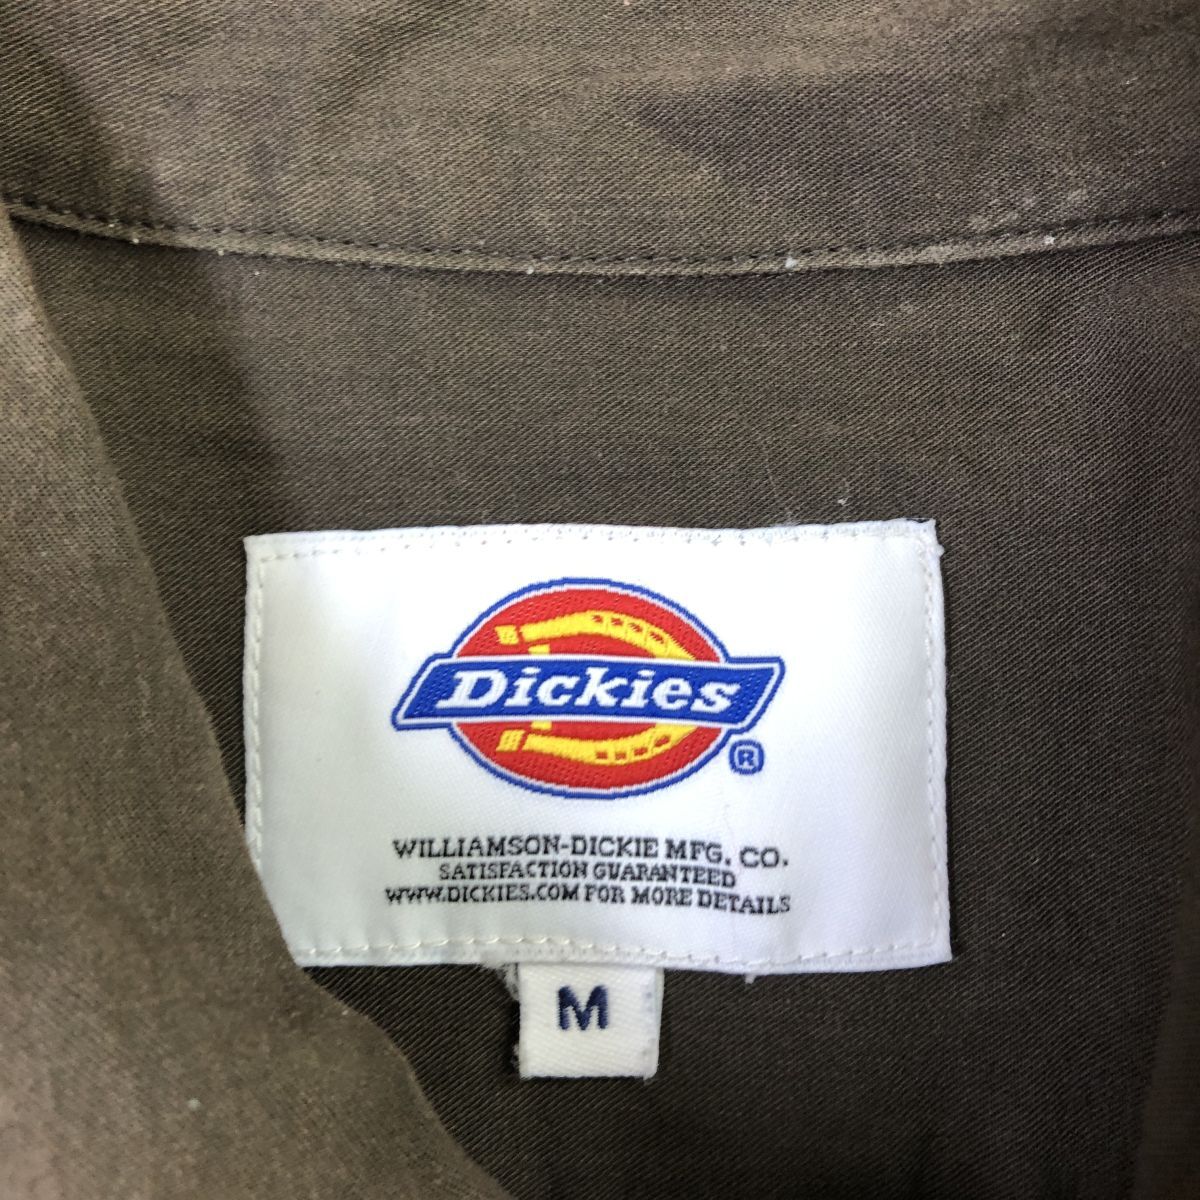 Dickies
®
WILLIAMSON-DICKIE MFG. CO.
SATISFACTION GUARANTEED
WWW.DICKIES.COM FOR MORE DETAILS
M